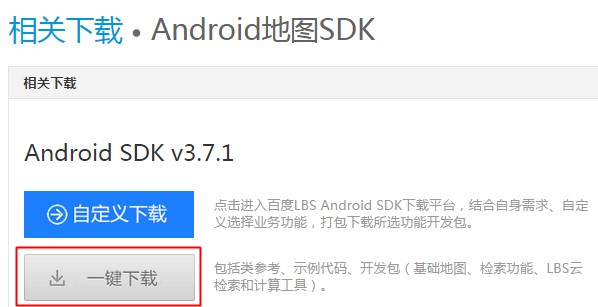 相关下载 • Android地图SDK
相关下载
Android SDK v3.7.1
自定义下载
点击进入百度LBS Android SDK下载平台，结合自身需求、自定
义选择业务功能，打包下载所选功能开发包。
一键下载
包括类参考、示例代码、开发包（基础地图、检索功能、LBS云
检索和计算工具）。